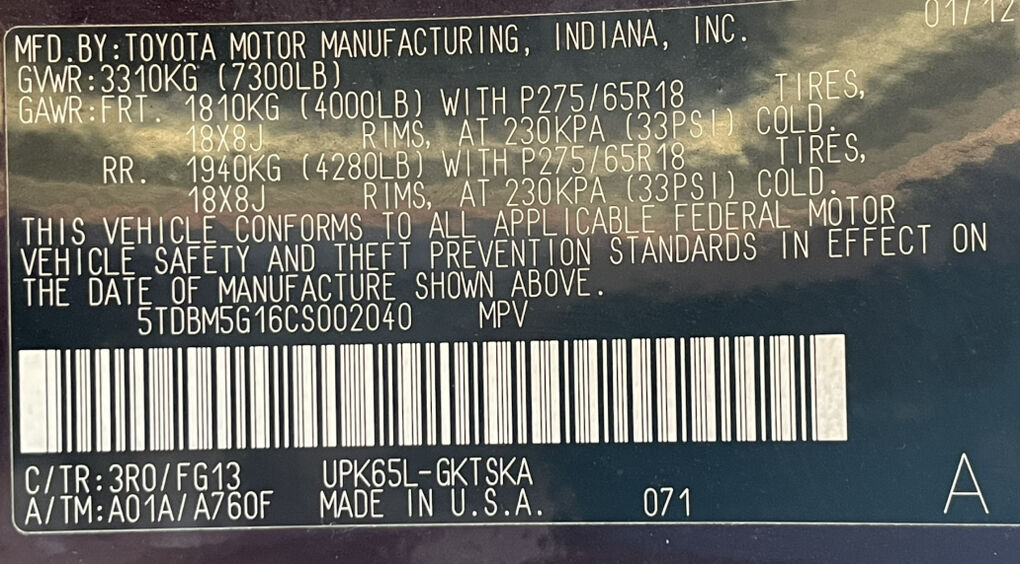 01/12
MFD.BY:TOYOTA MOTOR MANUFACTURING, INDIANA, INC.
GVWR:3310KG (7300LB)
GAWR:FRT. 1810KG (4000LB) WITH P275/65R18 TIRES,
18X8J RIMS, AT 230KPA (33PSI) COLD.
RR. 1940KG (4280LB) WITH P275/65R18 TIRES,
18X8J RIMS, AT 230KPA (33PSI) COLD.
THIS VEHICLE CONFORMS TO ALL APPLICABLE FEDERAL MOTOR
VEHICLE SAFETY AND THEFT PREVENTION STANDARDS IN EFFECT ON
THE DATE OF MANUFACTURE SHOWN ABOVE.
5TDBM5G16CS002040 MPV
C/TR:3R0/FG13 UPK65L-GKTSKA
A/TM:A01A/A760F MADE IN U.S.A. 071 A